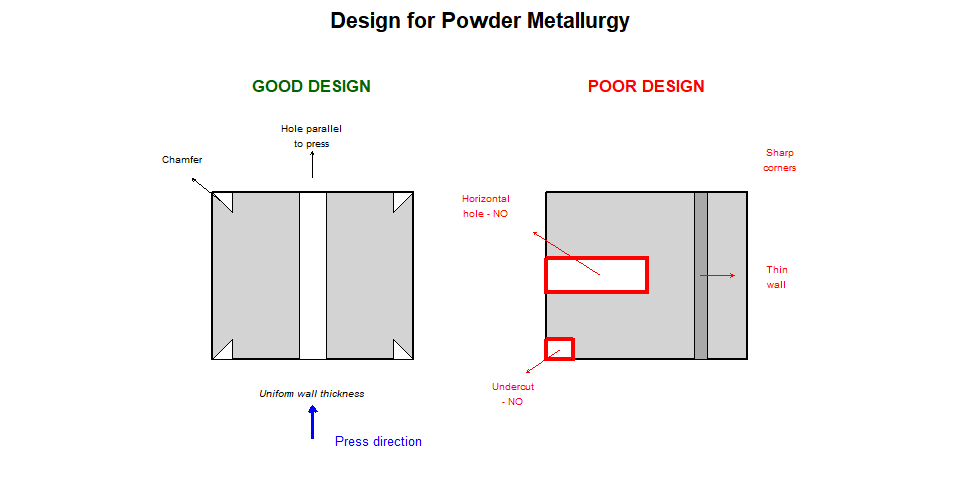 Design for Powder Metallurgy
GOOD DESIGN
POOR DESIGN
Hole parallel
to press
Chamfer
Sharp
corners
Horizontal
hole - NO
Thin
wall
Undercut
- NO
Uniform wall thickness
Press direction